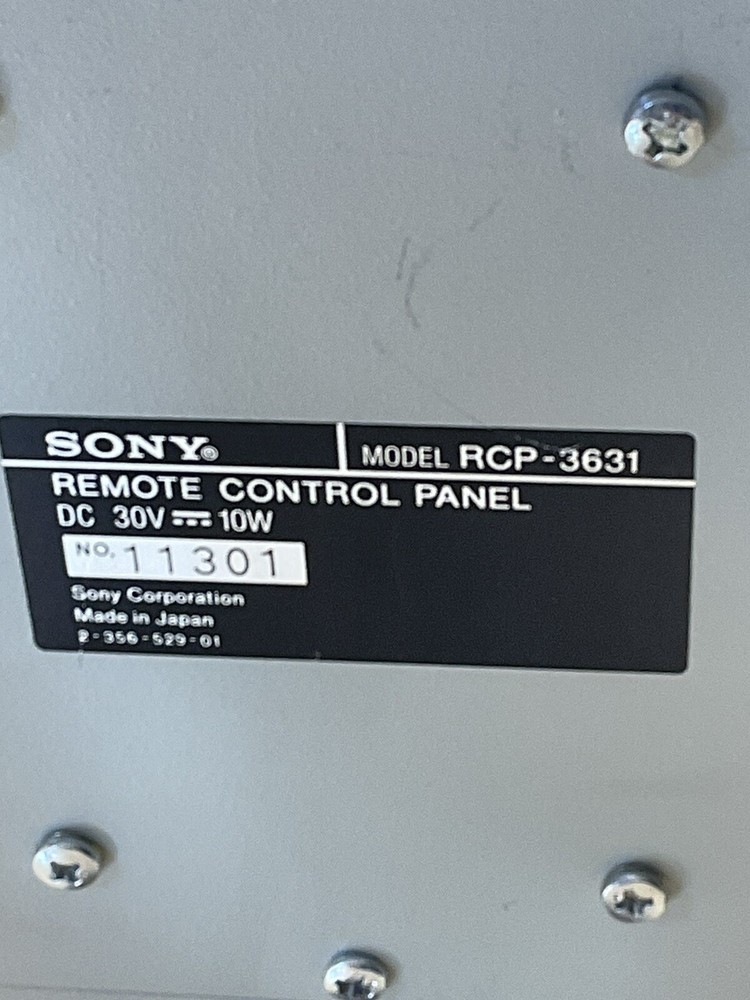 SONY® MODEL RCP-3631
REMOTE CONTROL PANEL
DC 30V ⎓ 10W
NO. 11301
Sony Corporation
Made in Japan
2-356-529-01